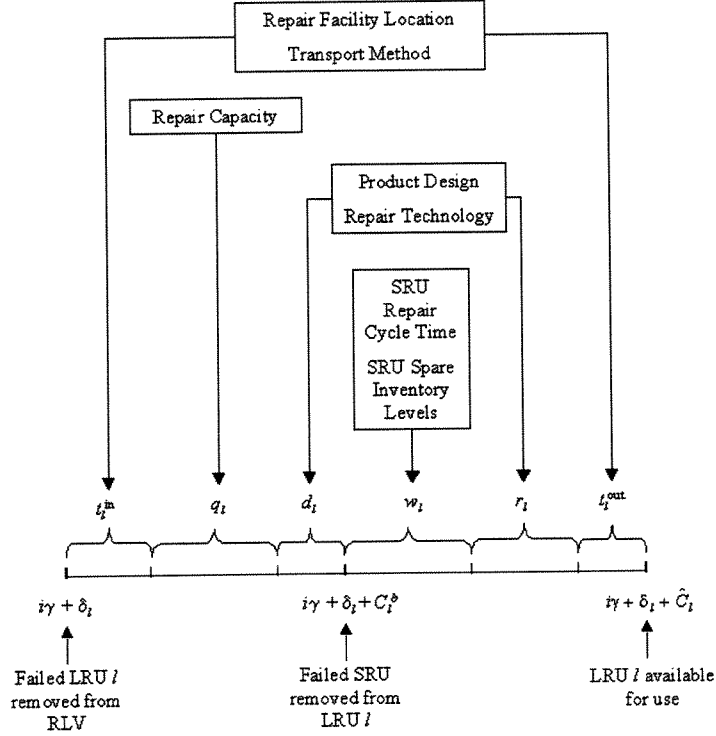 Repair Facility Location
Transport Method
Repair Capacity
Product Design
Repair Technology
SRU
Repair
Cycle Time
SRU Spare
Inventory
Levels
t_l^in q_l d_l w_l r_l t_l^out
iγ + δ_l iγ + δ_l + C_l^b iγ + δ_l + Ĉ_l
Failed LRU l
removed from
RLV
Failed SRU
removed from
LRU l
LRU l available
for use